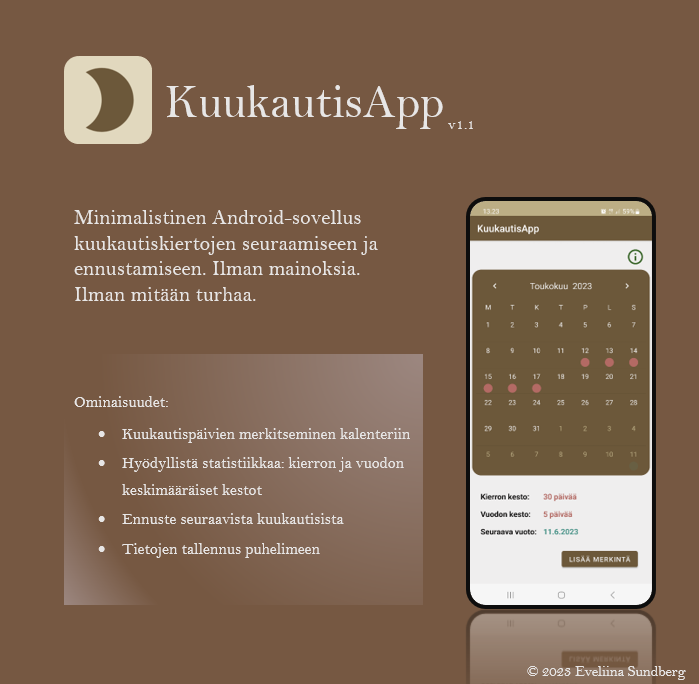 KuukautisApp
v1.1
Minimalistinen Android-sovellus
kuukautiskiertojen seuraamiseen ja
ennustamiseen. Ilman mainoksia.
Ilman mitään turhaa.
Ominaisuudet:
• Kuukautispäivien merkitseminen kalenteriin
• Hyödyllistä statistiikkaa: kierron ja vuodon
keskimääräiset kestot
• Ennuste seuraavista kuukautisista
• Tietojen tallennus puhelimeen
13.23 59%
KuukautisApp
Toukokuu 2023
M T K T P L S
1 2 3 4 5 6 7
8 9 10 11 12 13 14
15 16 17 18 19 20 21
22 23 24 25 26 27 28
29 30 31 1 2 3 4
5 6 7 8 9 10 11
Kierron kesto: 30 päivää
Vuodon kesto: 5 päivää
Seuraava vuoto: 11.6.2023
LISÄÄ MERKINTÄ
© 2023 Eveliina Sundberg